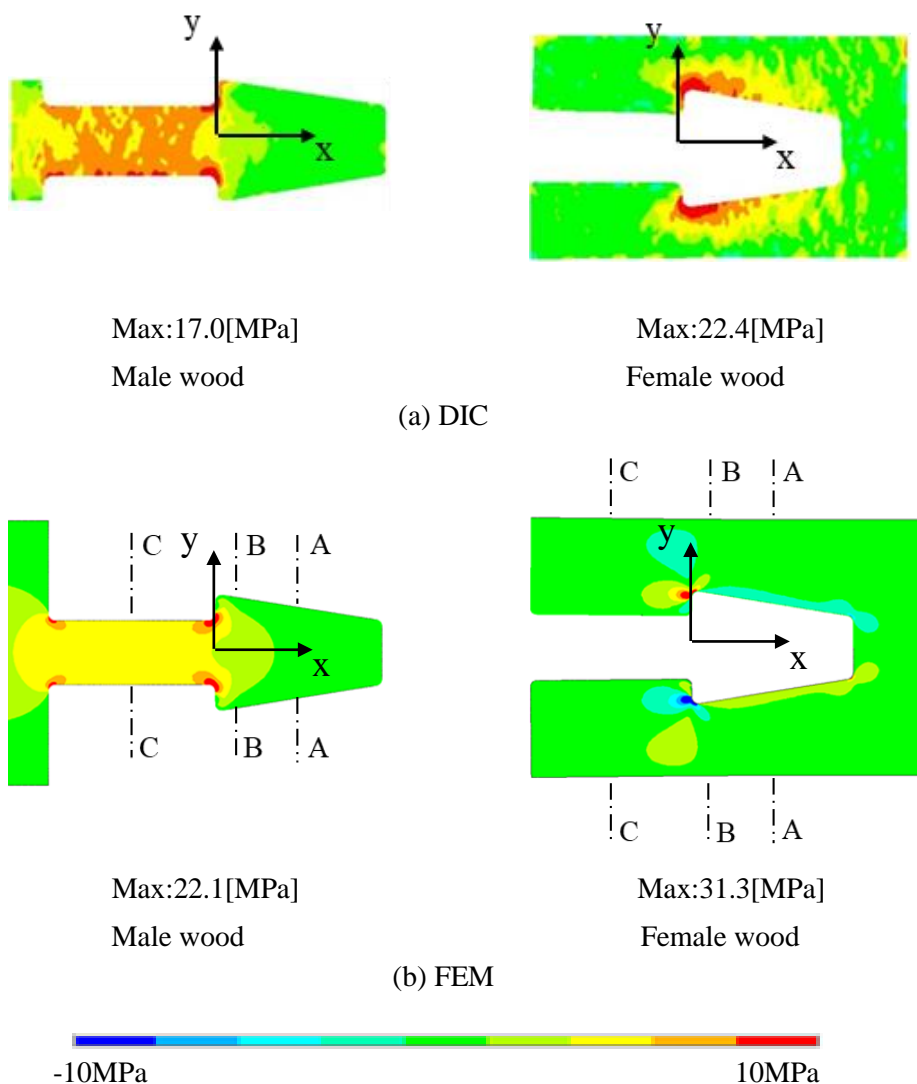 y
x
y
x
Max:17.0[MPa]
Max:22.4[MPa]
Male wood
Female wood
(a) DIC
C
B
A
C
B
A
y
x
y
x
C
B
A
C
B
A
Max:22.1[MPa]
Max:31.3[MPa]
Male wood
Female wood
(b) FEM
-10MPa
10MPa